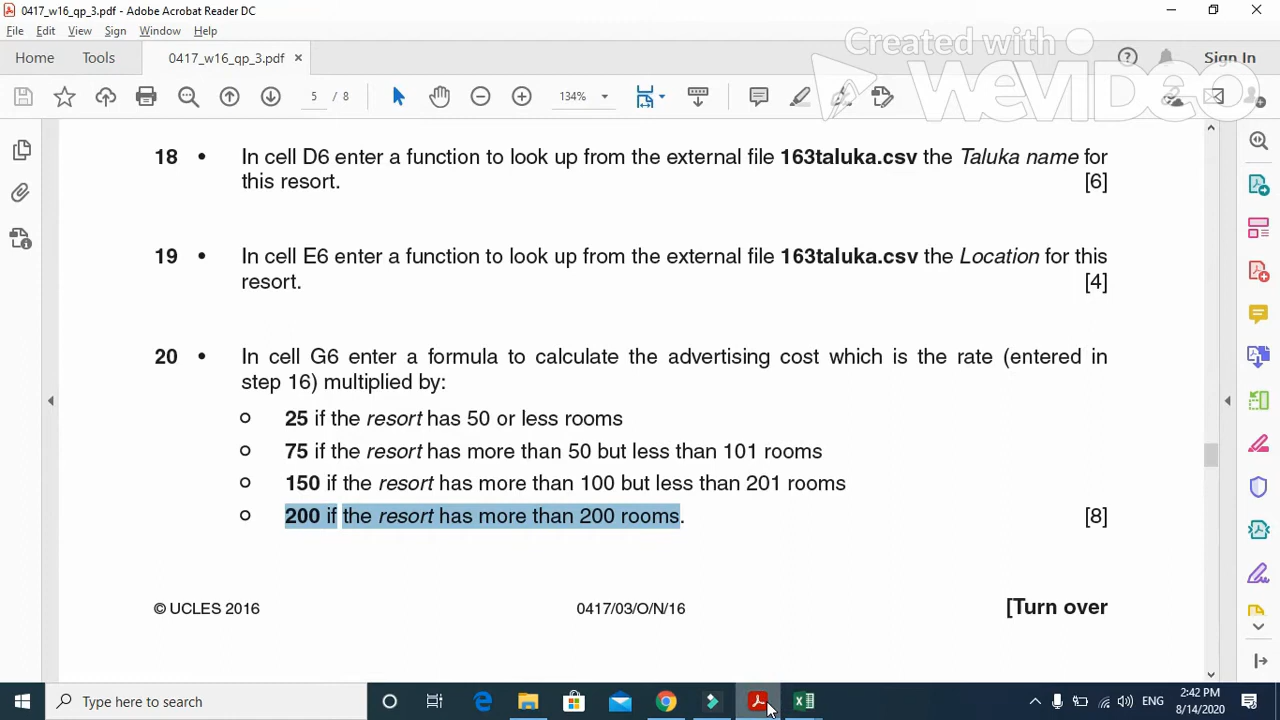 0417_w16_qp_3.pdf - Adobe Acrobat Reader DC
File Edit View Sign Window Help
Created with
WeVideo
Home Tools 0417_w16_qp_3.pdf × Sign In
5 / 8 134%
18 • In cell D6 enter a function to look up from the external file 163taluka.csv the Taluka name for
this resort. [6]
19 • In cell E6 enter a function to look up from the external file 163taluka.csv the Location for this
resort. [4]
20 • In cell G6 enter a formula to calculate the advertising cost which is the rate (entered in
step 16) multiplied by:
25 if the resort has 50 or less rooms
75 if the resort has more than 50 but less than 101 rooms
150 if the resort has more than 100 but less than 201 rooms
200 if the resort has more than 200 rooms. [8]
© UCLES 2016 0417/03/O/N/16 [Turn over
Type here to search ENG 2:42 PM
8/14/2020